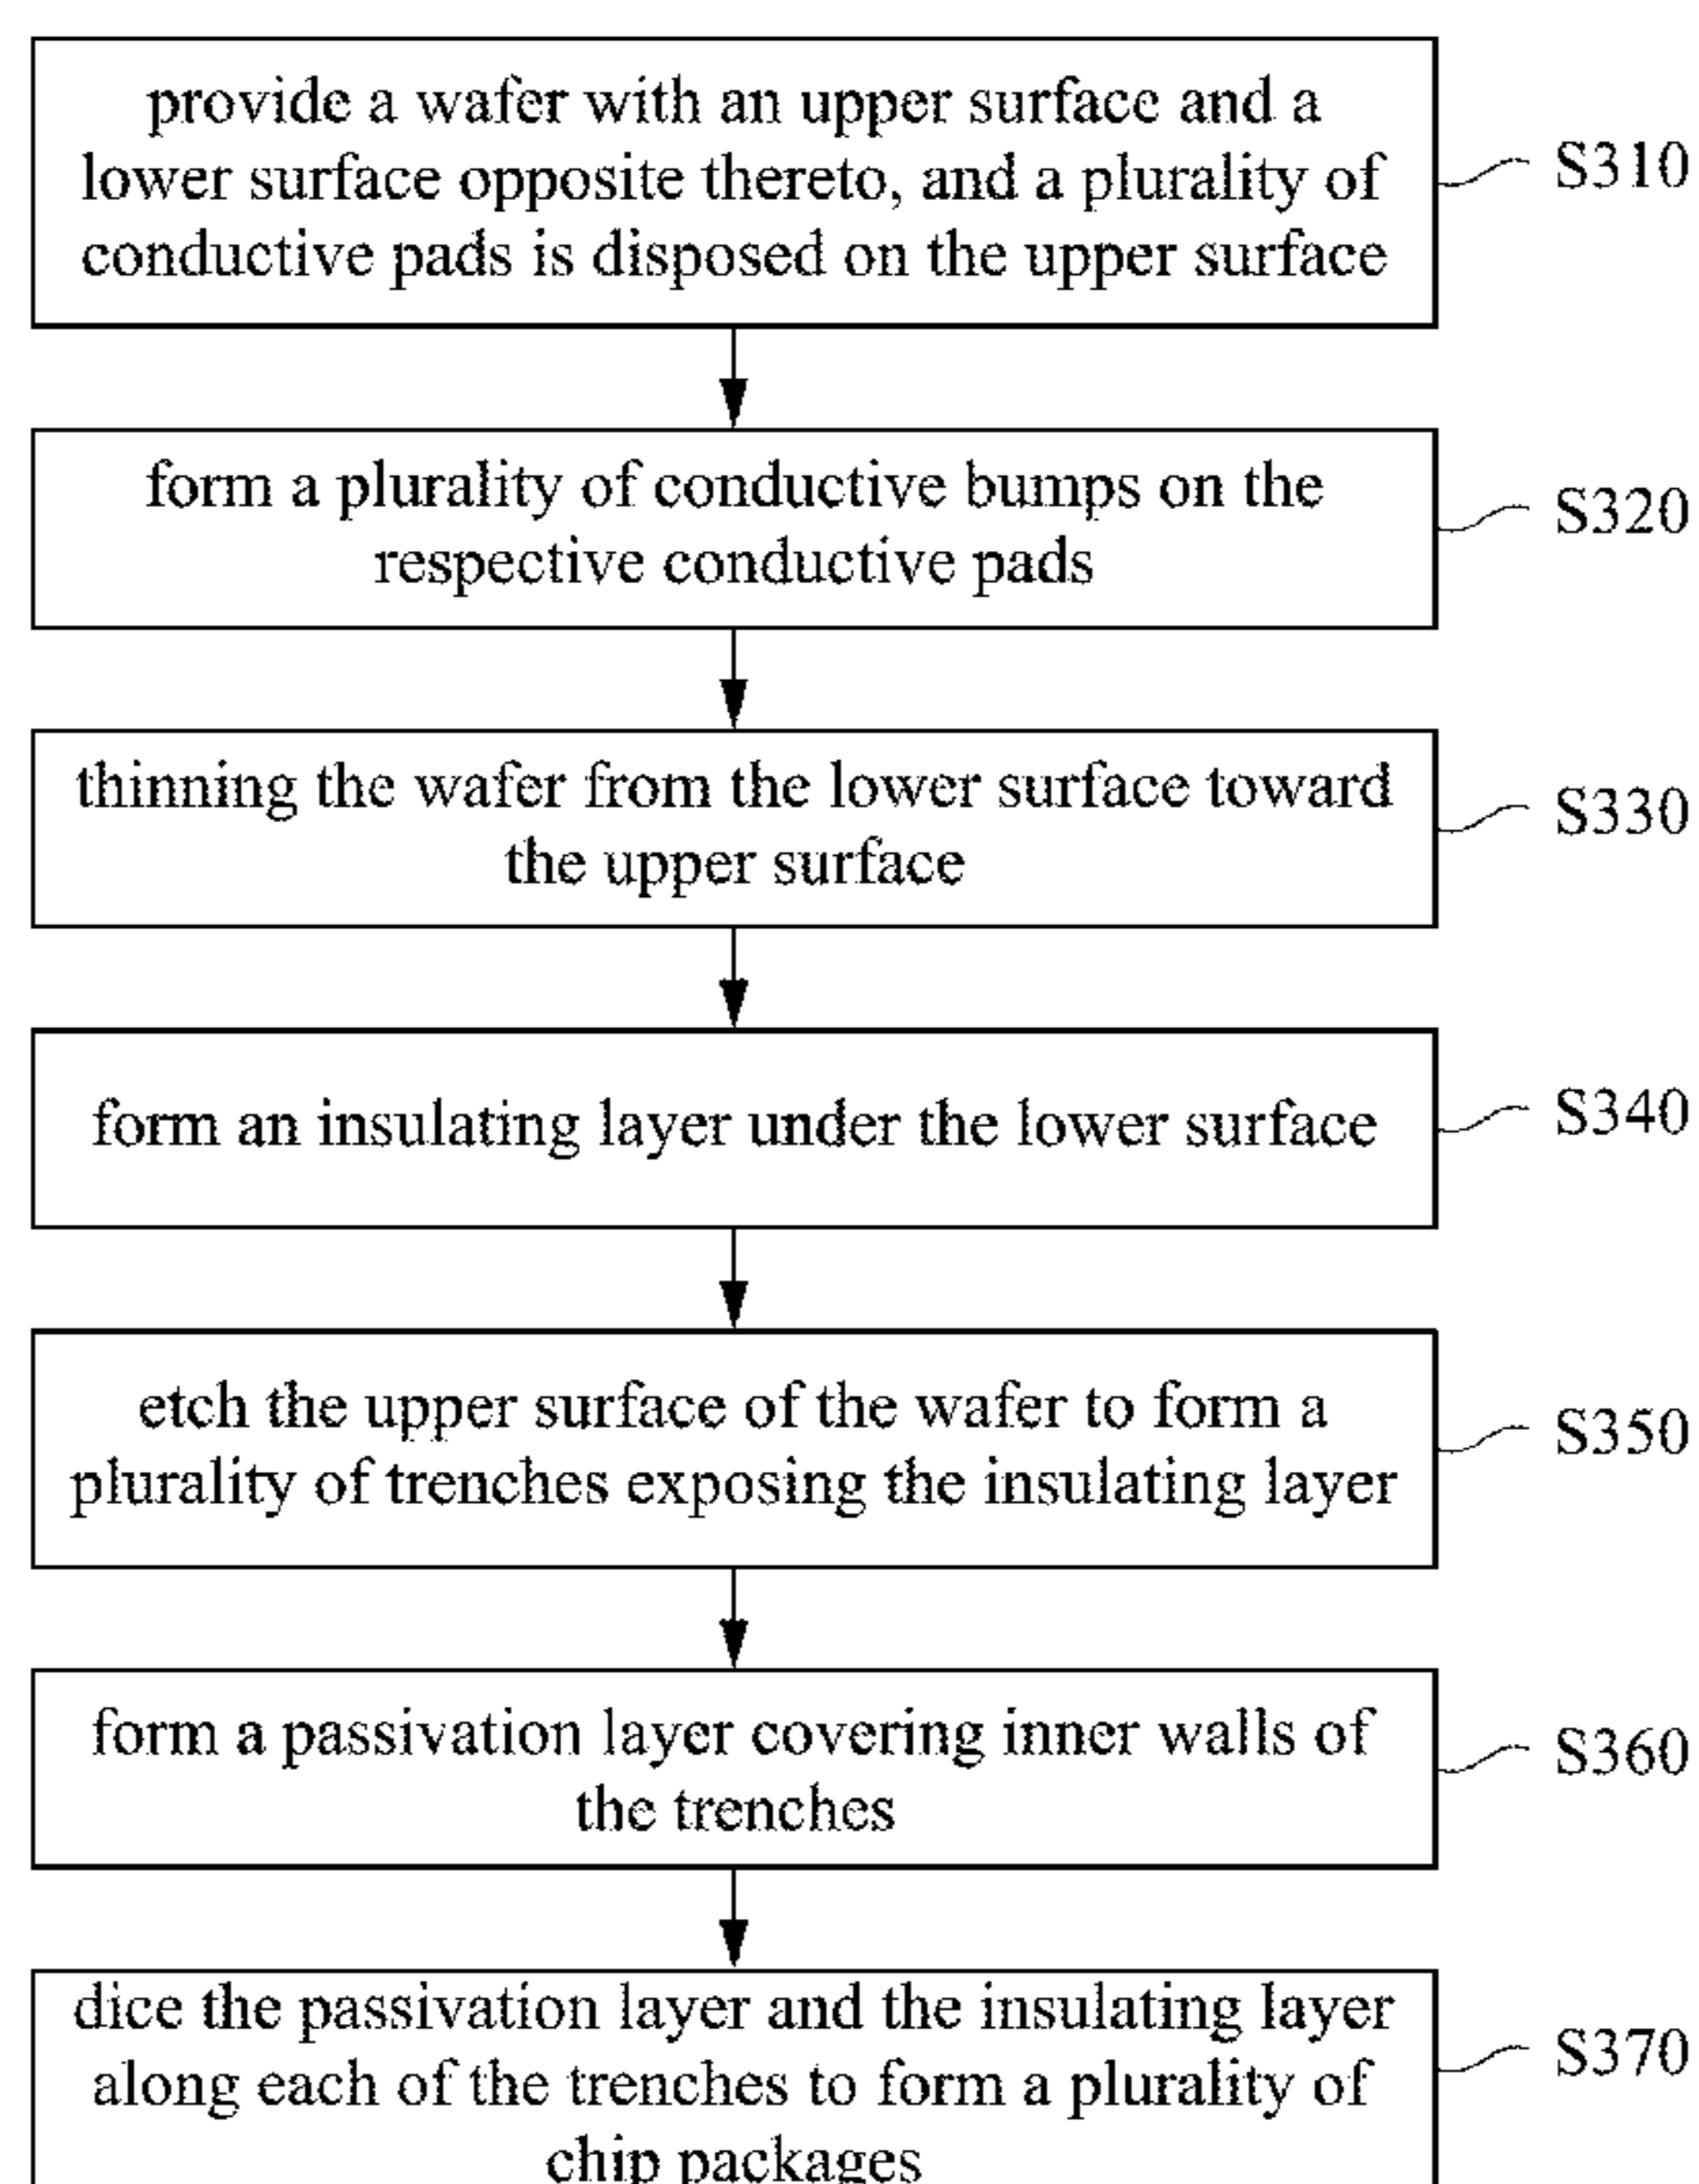 provide a wafer with an upper surface and a
lower surface opposite thereto, and a plurality of
conductive pads is disposed on the upper surface
S310
form a plurality of conductive bumps on the
respective conductive pads
S320
thinning the wafer from the lower surface toward
the upper surface
S330
form an insulating layer under the lower surface
S340
etch the upper surface of the wafer to form a
plurality of trenches exposing the insulating layer
S350
form a passivation layer covering inner walls of
the trenches
S360
dice the passivation layer and the insulating layer
along each of the trenches to form a plurality of
chip packages
S370